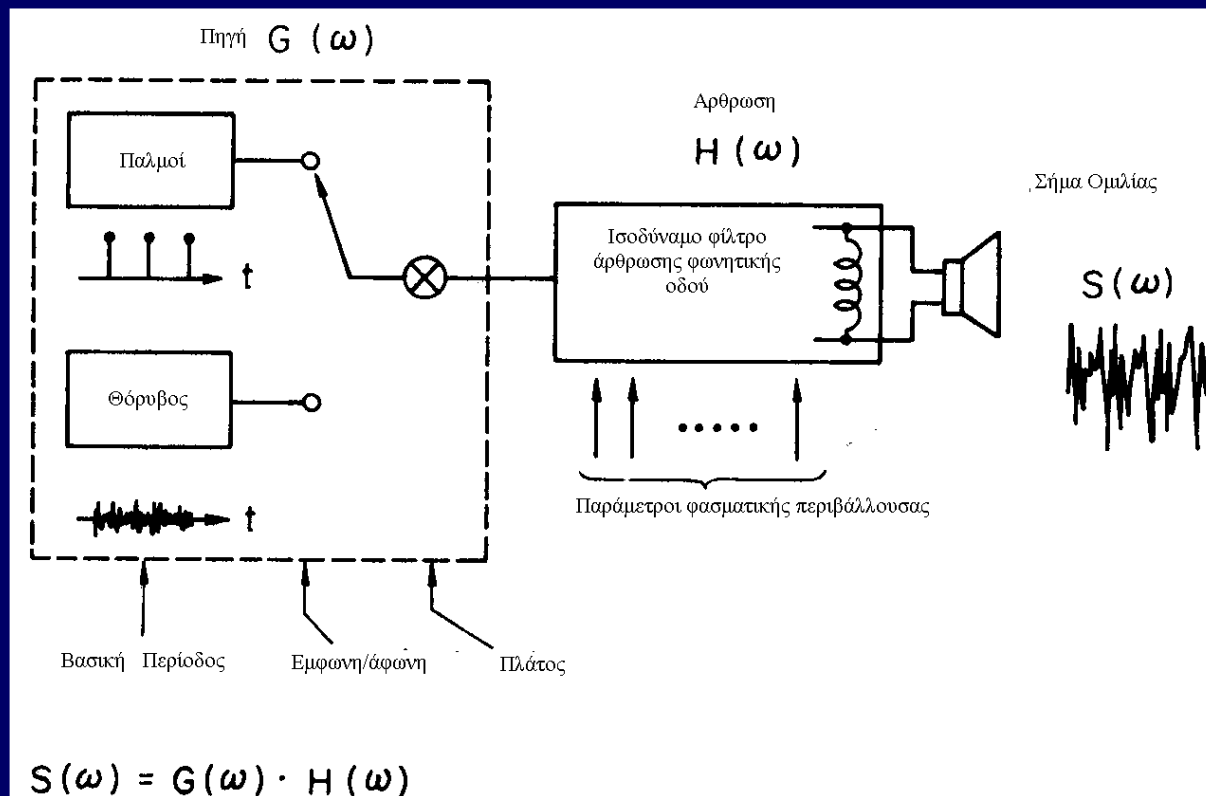 Πηγή G (ω)
Παλμοί
t
Θόρυβος
t
Βασική Περίοδος
Εμφωνη/άφωνη
Πλάτος
Αρθρωση
H (ω)
Ισοδύναμο φίλτρο
άρθρωσης φωνητικής
οδού
Παράμετροι φασματικής περιβάλλουσας
Σήμα Ομιλίας
S(ω)
S(ω) = G(ω) · H (ω)